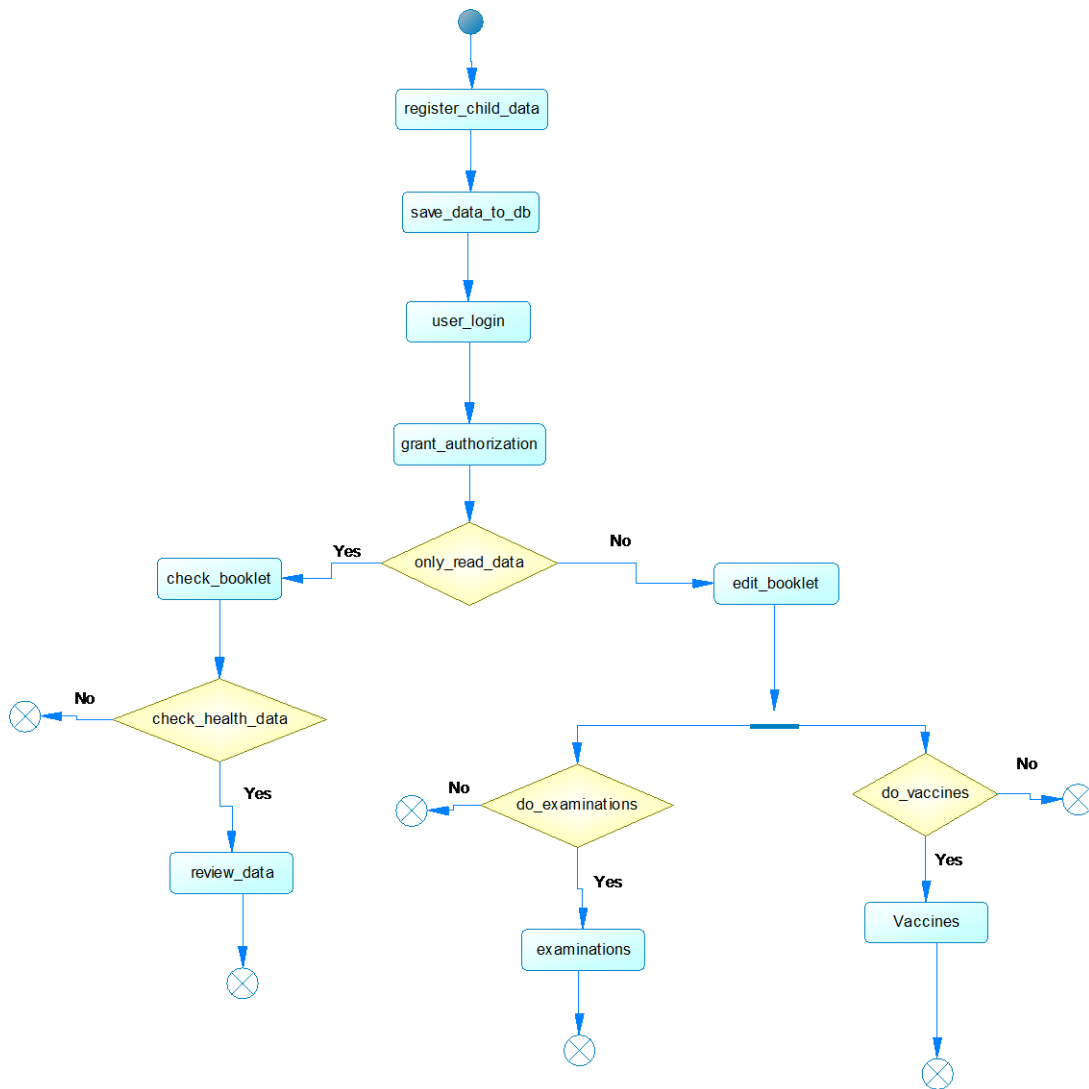 register_child_data
save_data_to_db
user_login
grant_authorization
only_read_data
Yes
No
check_booklet
edit_booklet
check_health_data
No
Yes
do_examinations
No
Yes
do_vaccines
No
Yes
review_data
examinations
Vaccines